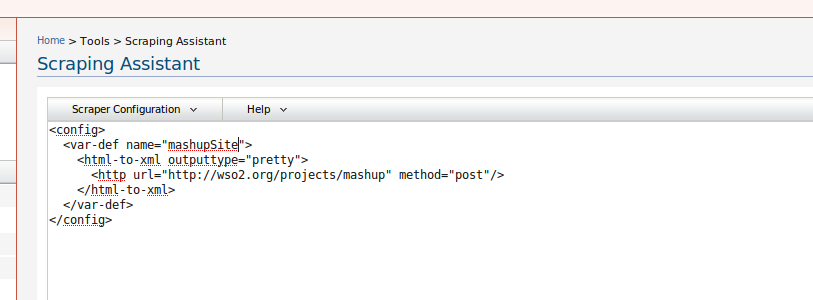 Home > Tools > Scraping Assistant
Scraping Assistant
Scraper Configuration Help
<config>
  <var-def name="mashupSite">
    <html-to-xml outputtype="pretty">
      <http url="http://wso2.org/projects/mashup" method="post"/>
    </html-to-xml>
  </var-def>
</config>